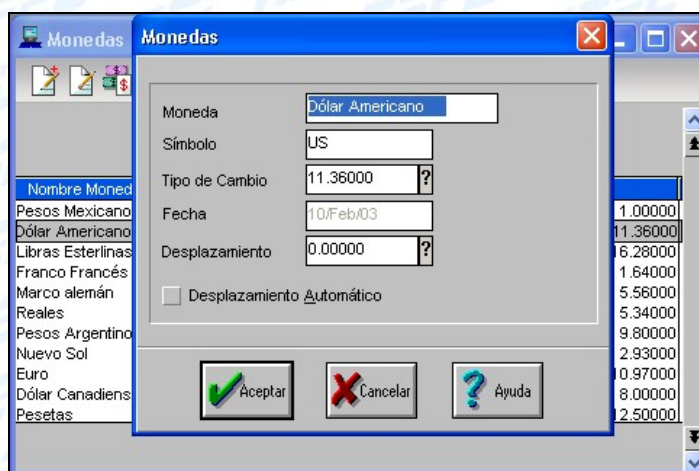 Monedas
Monedas
Moneda Dólar Americano
Símbolo US
Tipo de Cambio 11.36000 ?
Fecha 10/Feb/03
Desplazamiento 0.00000 ?
Desplazamiento Automático
Aceptar Cancelar Ayuda
Nombre Moned
Pesos Mexicano 1.00000
Dólar Americano 11.36000
Libras Esterlinas 16.28000
Franco Francés 1.64000
Marco alemán 5.56000
Reales 5.34000
Pesos Argentino 9.80000
Nuevo Sol 2.93000
Euro 10.97000
Dólar Canadiens 8.00000
Pesetas 12.50000